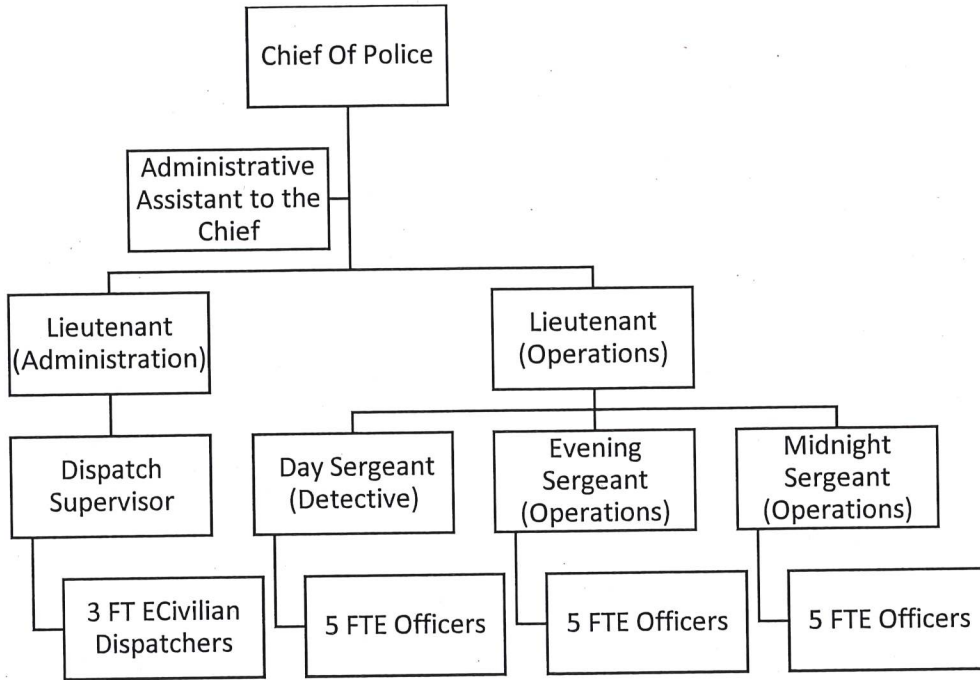 Chief Of Police
Administrative
Assistant to the
Chief
Lieutenant
(Administration)
Lieutenant
(Operations)
Dispatch
Supervisor
Day Sergeant
(Detective)
Evening
Sergeant
(Operations)
Midnight
Sergeant
(Operations)
3 FT ECivilian
Dispatchers
5 FTE Officers
5 FTE Officers
5 FTE Officers